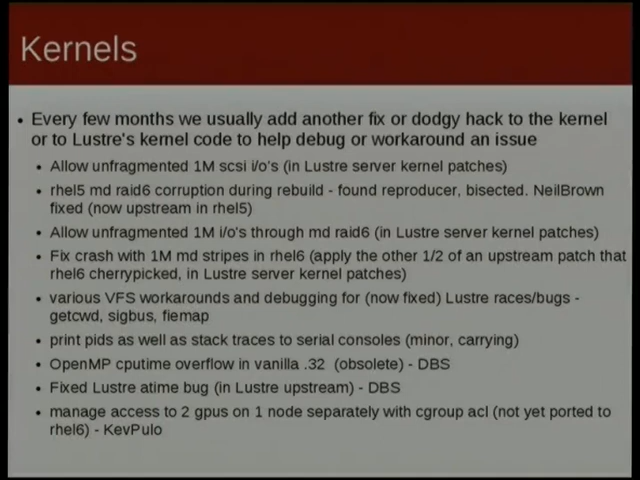 Kernels
• Every few months we usually add another fix or dodgy hack to the kernel
or to Lustre's kernel code to help debug or workaround an issue
• Allow unfragmented 1M scsi i/o's (in Lustre server kernel patches)
• rhel5 md raid6 corruption during rebuild - found reproducer, bisected. NeilBrown
fixed (now upstream in rhel5)
• Allow unfragmented 1M i/o's through md raid6 (in Lustre server kernel patches)
• Fix crash with 1M md stripes in rhel6 (apply the other 1/2 of an upstream patch that
rhel6 cherrypicked, in Lustre server kernel patches)
• various VFS workarounds and debugging for (now fixed) Lustre races/bugs -
getcwd, sigbus, fiemap
• print pids as well as stack traces to serial consoles (minor, carrying)
• OpenMP cputime overflow in vanilla .32 (obsolete) - DBS
• Fixed Lustre atime bug (in Lustre upstream) - DBS
• manage access to 2 gpus on 1 node separately with cgroup acl (not yet ported to
rhel6) - KevPulo